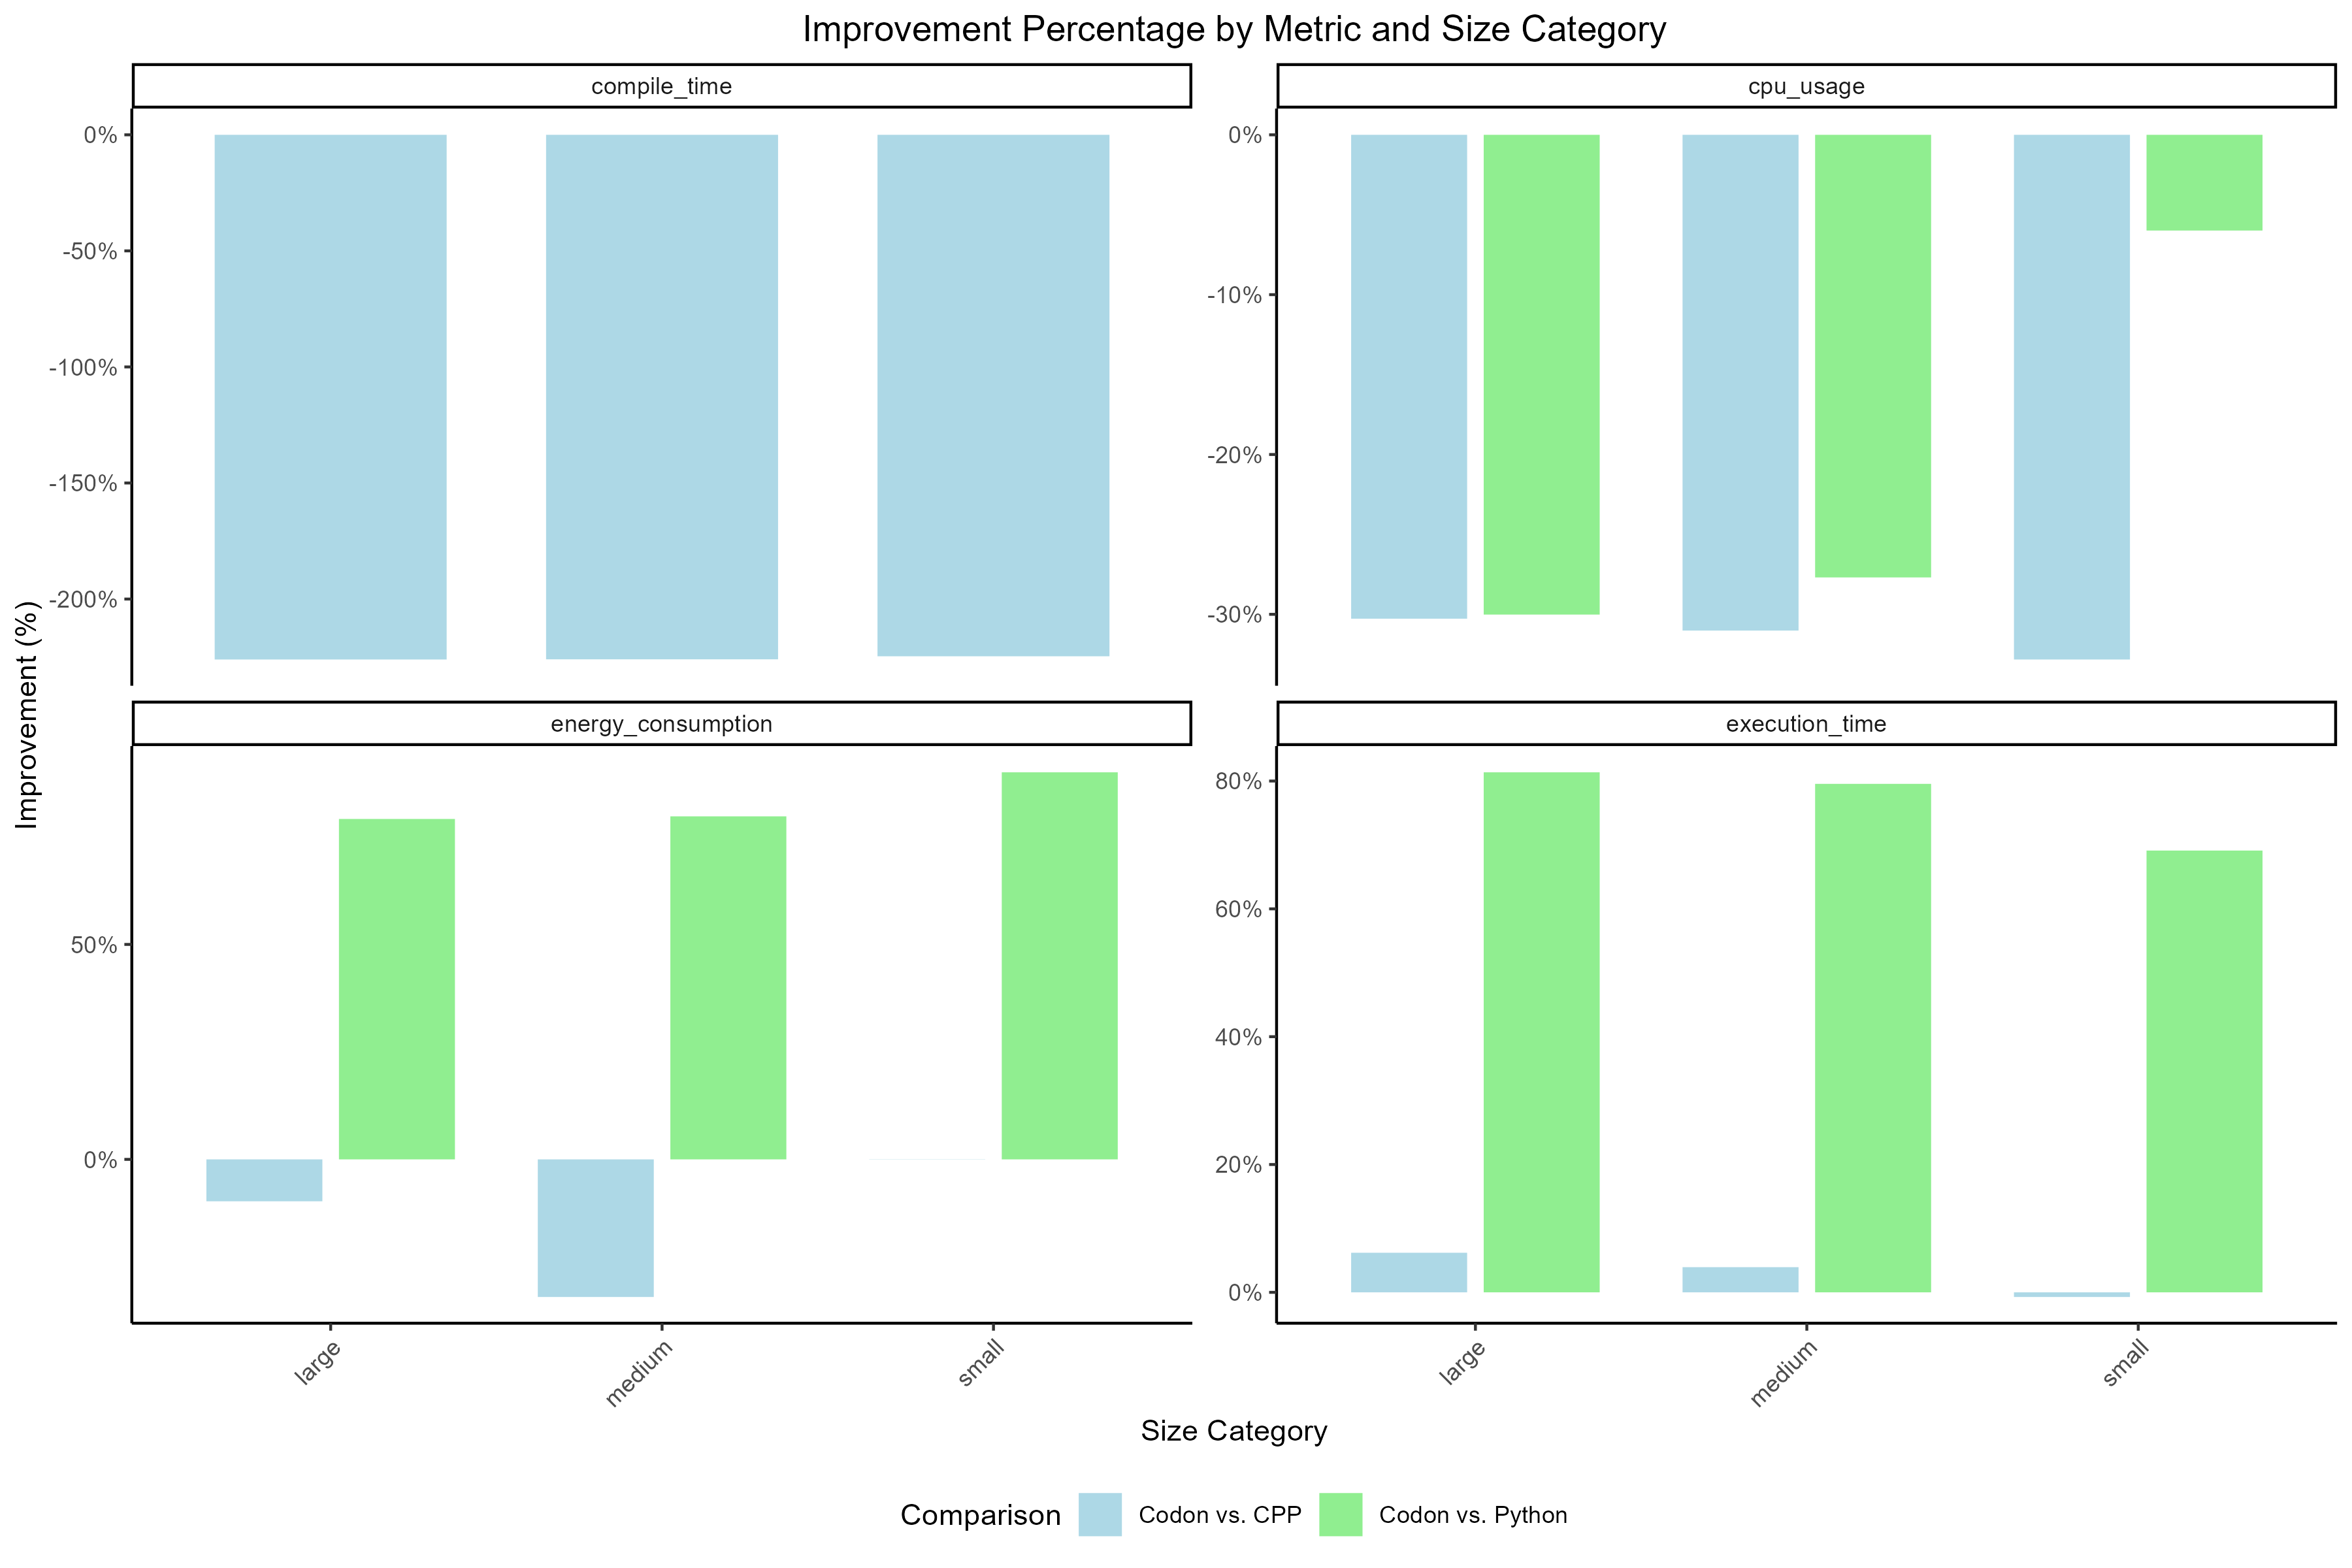 Improvement Percentage by Metric and Size Category
compile_time
cpu_usage
0%
-50%
-100%
-150%
-200%
0%
-10%
-20%
-30%
energy_consumption
execution_time
50%
0%
80%
60%
40%
20%
0%
Improvement (%)
large
medium
small
large
medium
small
Size Category
Comparison Codon vs. CPP Codon vs. Python